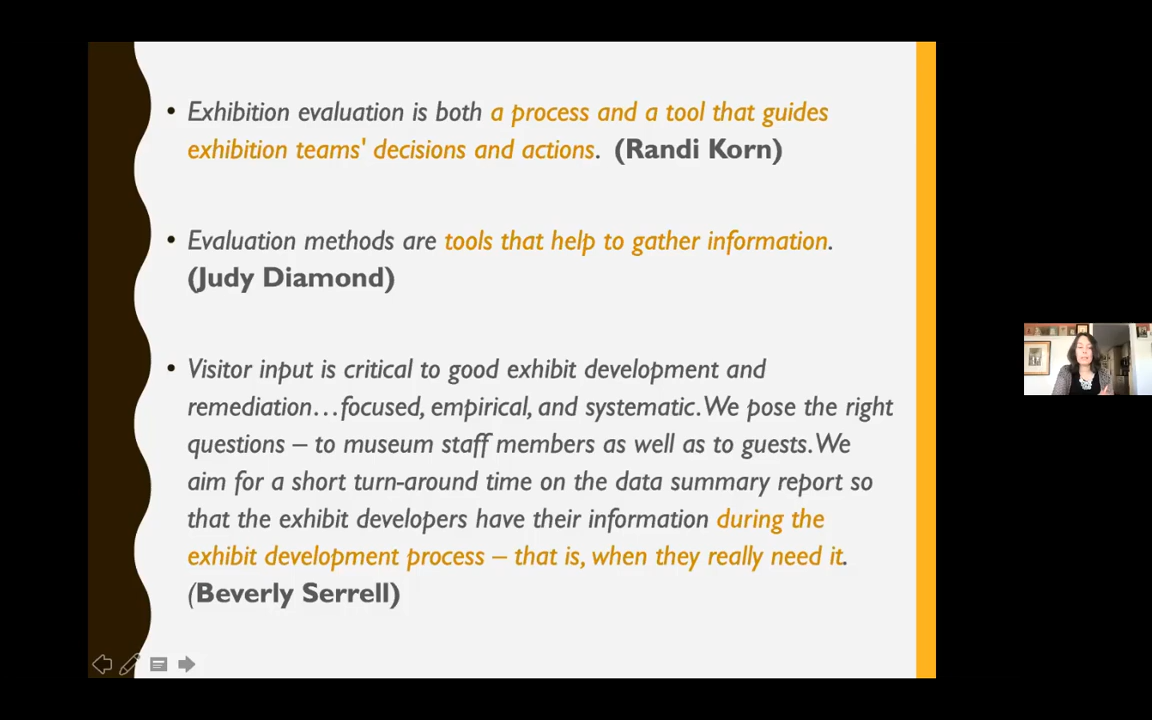 • Exhibition evaluation is both a process and a tool that guides
exhibition teams' decisions and actions. (Randi Korn)
• Evaluation methods are tools that help to gather information.
(Judy Diamond)
• Visitor input is critical to good exhibit development and
remediation…focused, empirical, and systematic. We pose the right
questions – to museum staff members as well as to guests. We
aim for a short turn-around time on the data summary report so
that the exhibit developers have their information during the
exhibit development process – that is, when they really need it.
(Beverly Serrell)